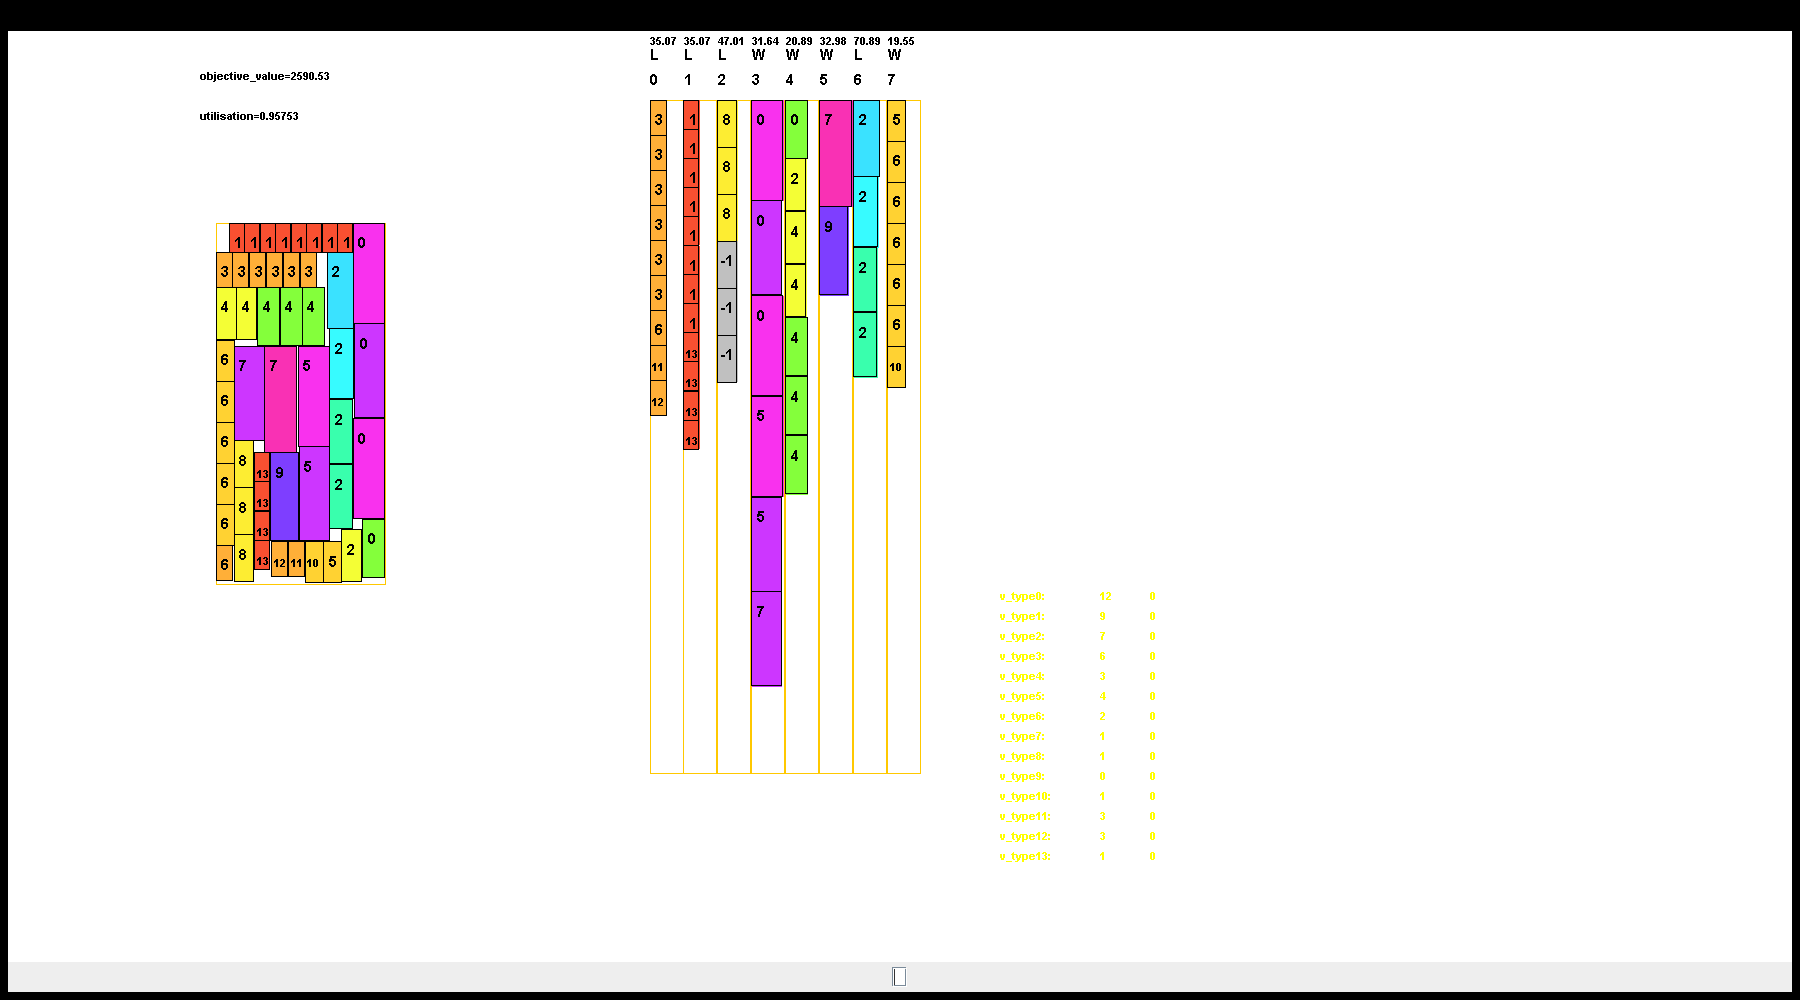 35.07 35.07 47.01 31.64 20.89 32.98 70.89 19.55
L L L W W W L W
0 1 2 3 4 5 6 7
objective_value=2590.53
utilisation=0.95753
1 1 1 1 1 1 1 1 0
3 3 3 3 3 3 2
4 4 4 4 4
2 0
6 7 7 5
6
2 0
6 8 9 5
13
6 2
6 8 13
13
6 8 13 12 11 10 5 2 0
3 1 8 0 0 7 2 5
3 1 8 0 2 9 2 6
3 1 8 0 4 2 6
3 1 -1 5 4 2 6
3 1 -1 5 4 6
3 1 -1 7 4 6
6 1 4 10
11 1
12 13
13
13
13
v_type0: 12 0
v_type1: 9 0
v_type2: 7 0
v_type3: 6 0
v_type4: 3 0
v_type5: 4 0
v_type6: 2 0
v_type7: 1 0
v_type8: 1 0
v_type9: 0 0
v_type10: 1 0
v_type11: 3 0
v_type12: 3 0
v_type13: 1 0